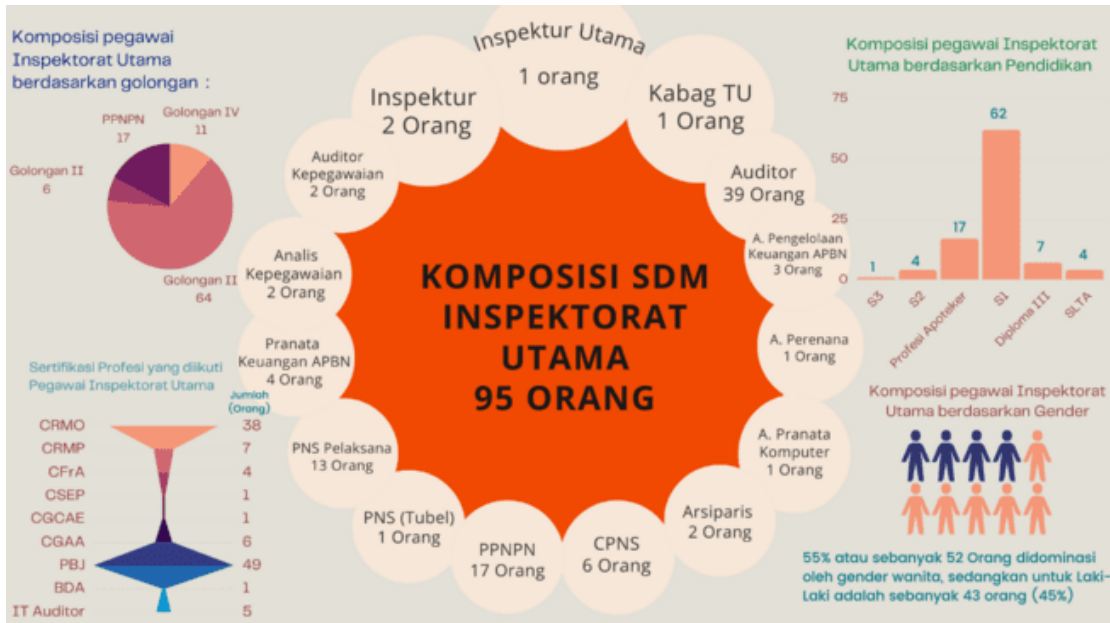 Komposisi pegawai
Inspektorat Utama
berdasarkan golongan :
PPNPN
17
Golongan IV
11
Golongan II
6
Golongan II
64
Sertifikasi Profesi yang diikuti
Pegawai Inspektorat Utama
Jumlah
(Orang)
CRMO 38
CRMP 7
CFrA 4
CSEP 1
CGCAE 1
CGAA 6
PBJ 49
BDA 1
IT Auditor 5
Inspektur Utama
1 orang
Kabag TU
1 Orang
Auditor
39 Orang
A. Pengelolaan
Keuangan APBN
3 Orang
A. Perenana
1 Orang
A. Pranata
Komputer
1 Orang
Arsiparis
2 Orang
CPNS
6 Orang
PPNPN
17 Orang
PNS (Tubel)
1 Orang
PNS Pelaksana
13 Orang
Pranata
Keuangan APBN
4 Orang
Analis
Kepegawaian
2 Orang
Auditor
Kepegawaian
2 Orang
Inspektur
2 Orang
KOMPOSISI SDM
INSPEKTORAT
UTAMA
95 ORANG
Komposisi pegawai Inspektorat
Utama berdasarkan Pendidikan
75
50
25
0
1
4
17
62
7
4
S3
S2
Profesi Apoteker
S1
Diploma III
SLTA
Komposisi pegawai Inspektorat
Utama berdasarkan Gender
55% atau sebanyak 52 Orang didominasi
oleh gender wanita, sedangkan untuk Laki-
Laki adalah sebanyak 43 orang (45%)